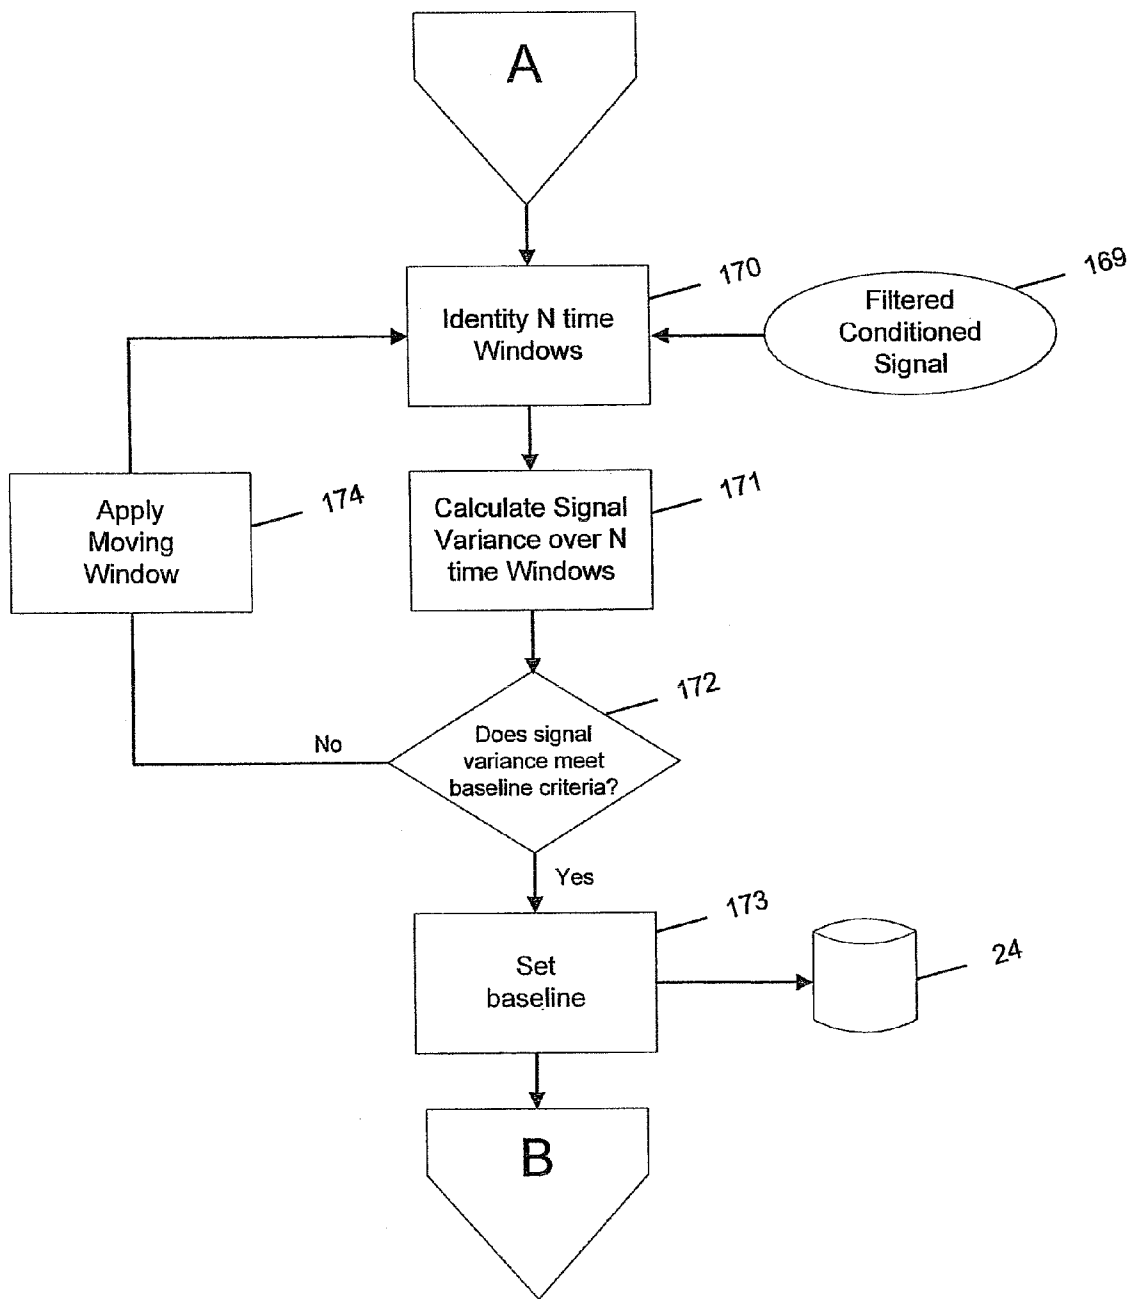 A
170
169
Identity N time
Windows
Filtered
Conditioned
Signal
174
Apply
Moving
Window
171
Calculate Signal
Variance over N
time Windows
172
Does signal
variance meet
baseline criteria?
No
Yes
173
Set
baseline
24
B